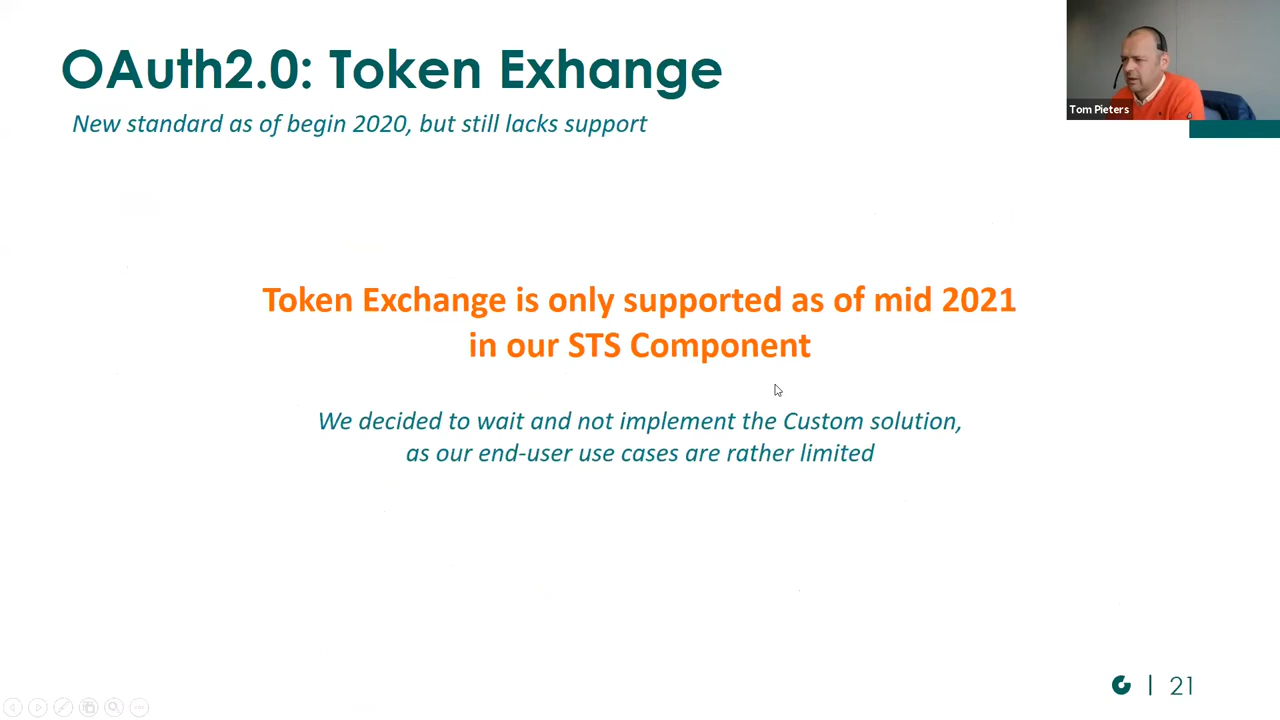 OAuth2.0: Token Exhange
New standard as of begin 2020, but still lacks support
Tom Pieters
Token Exchange is only supported as of mid 2021
in our STS Component
We decided to wait and not implement the Custom solution,
as our end-user use cases are rather limited
21